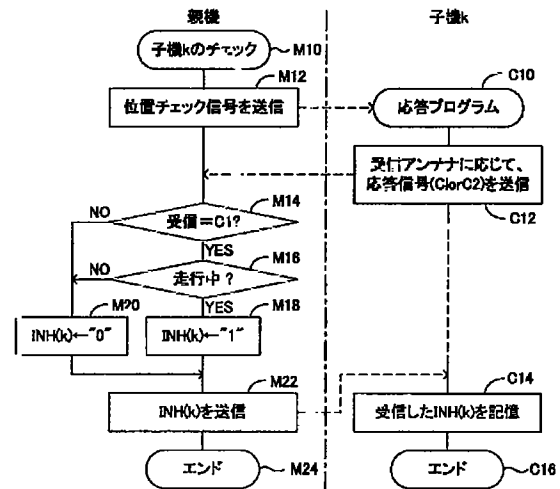 親機
子機k
子機kのチェック
M10
M12
位置チェック信号を送信
C10
応答プログラム
受信アンテナに応じて、
応答信号(C1orC2)を送信
C12
M14
NO
受信=C1?
YES
M16
NO
走行中?
YES
M20
INH(k)←"0"
M18
INH(k)←"1"
M22
INH(k)を送信
C14
受信したINH(k)を記憶
エンド
M24
エンド
C16